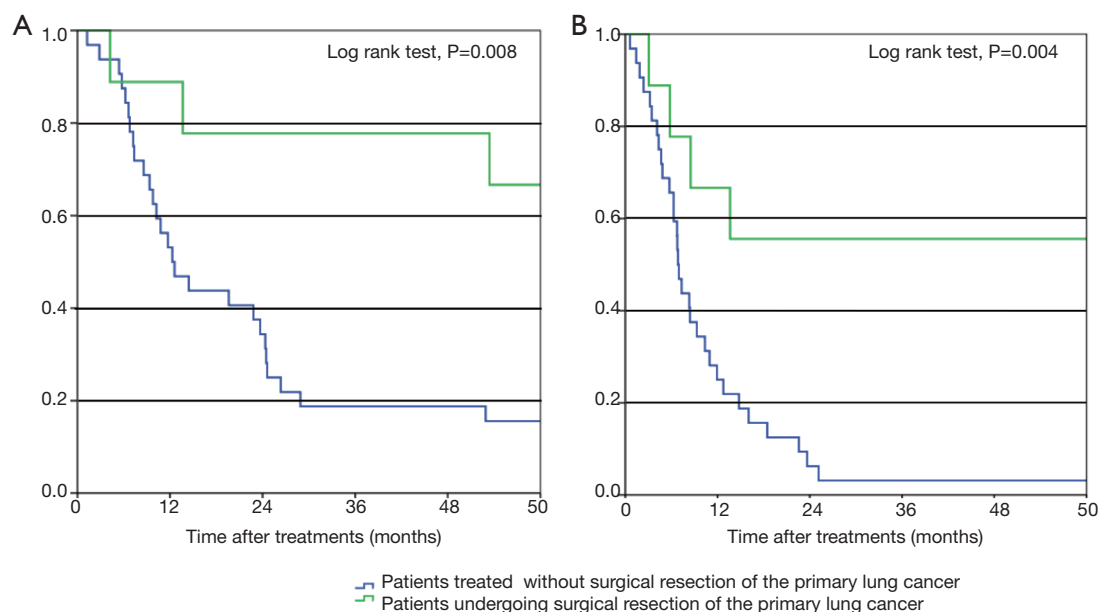 A
Log rank test, P=0.008
1.0
0.8
0.6
0.4
0.2
0.0
0 12 24 36 48 50
Time after treatments (months)
B
Log rank test, P=0.004
1.0
0.8
0.6
0.4
0.2
0.0
0 12 24 36 48 50
Time after treatments (months)
Patients treated without surgical resection of the primary lung cancer
Patients undergoing surgical resection of the primary lung cancer